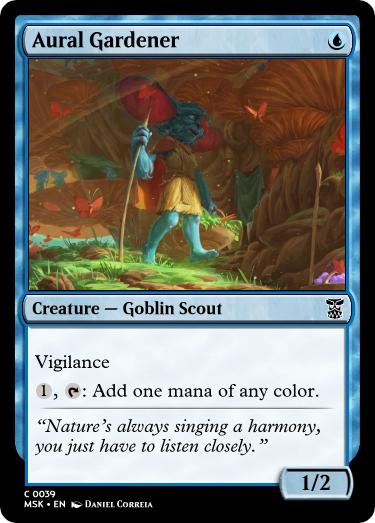 Aural Gardener
Creature — Goblin Scout
Vigilance
1, : Add one mana of any color.
“Nature’s always singing a harmony,
you just have to listen closely.”
1/2
C 0039
MSK • EN Daniel Correia